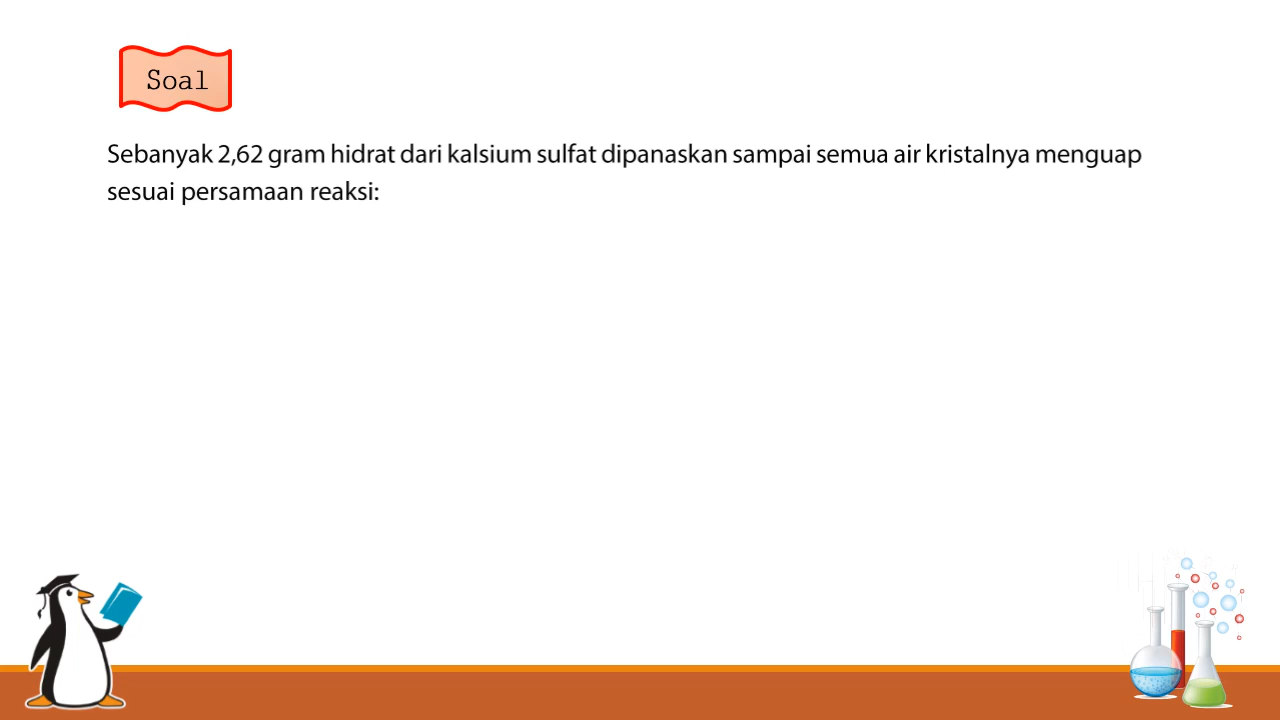 Soal
Sebanyak 2,62 gram hidrat dari kalsium sulfat dipanaskan sampai semua air kristalnya menguap
sesuai persamaan reaksi: